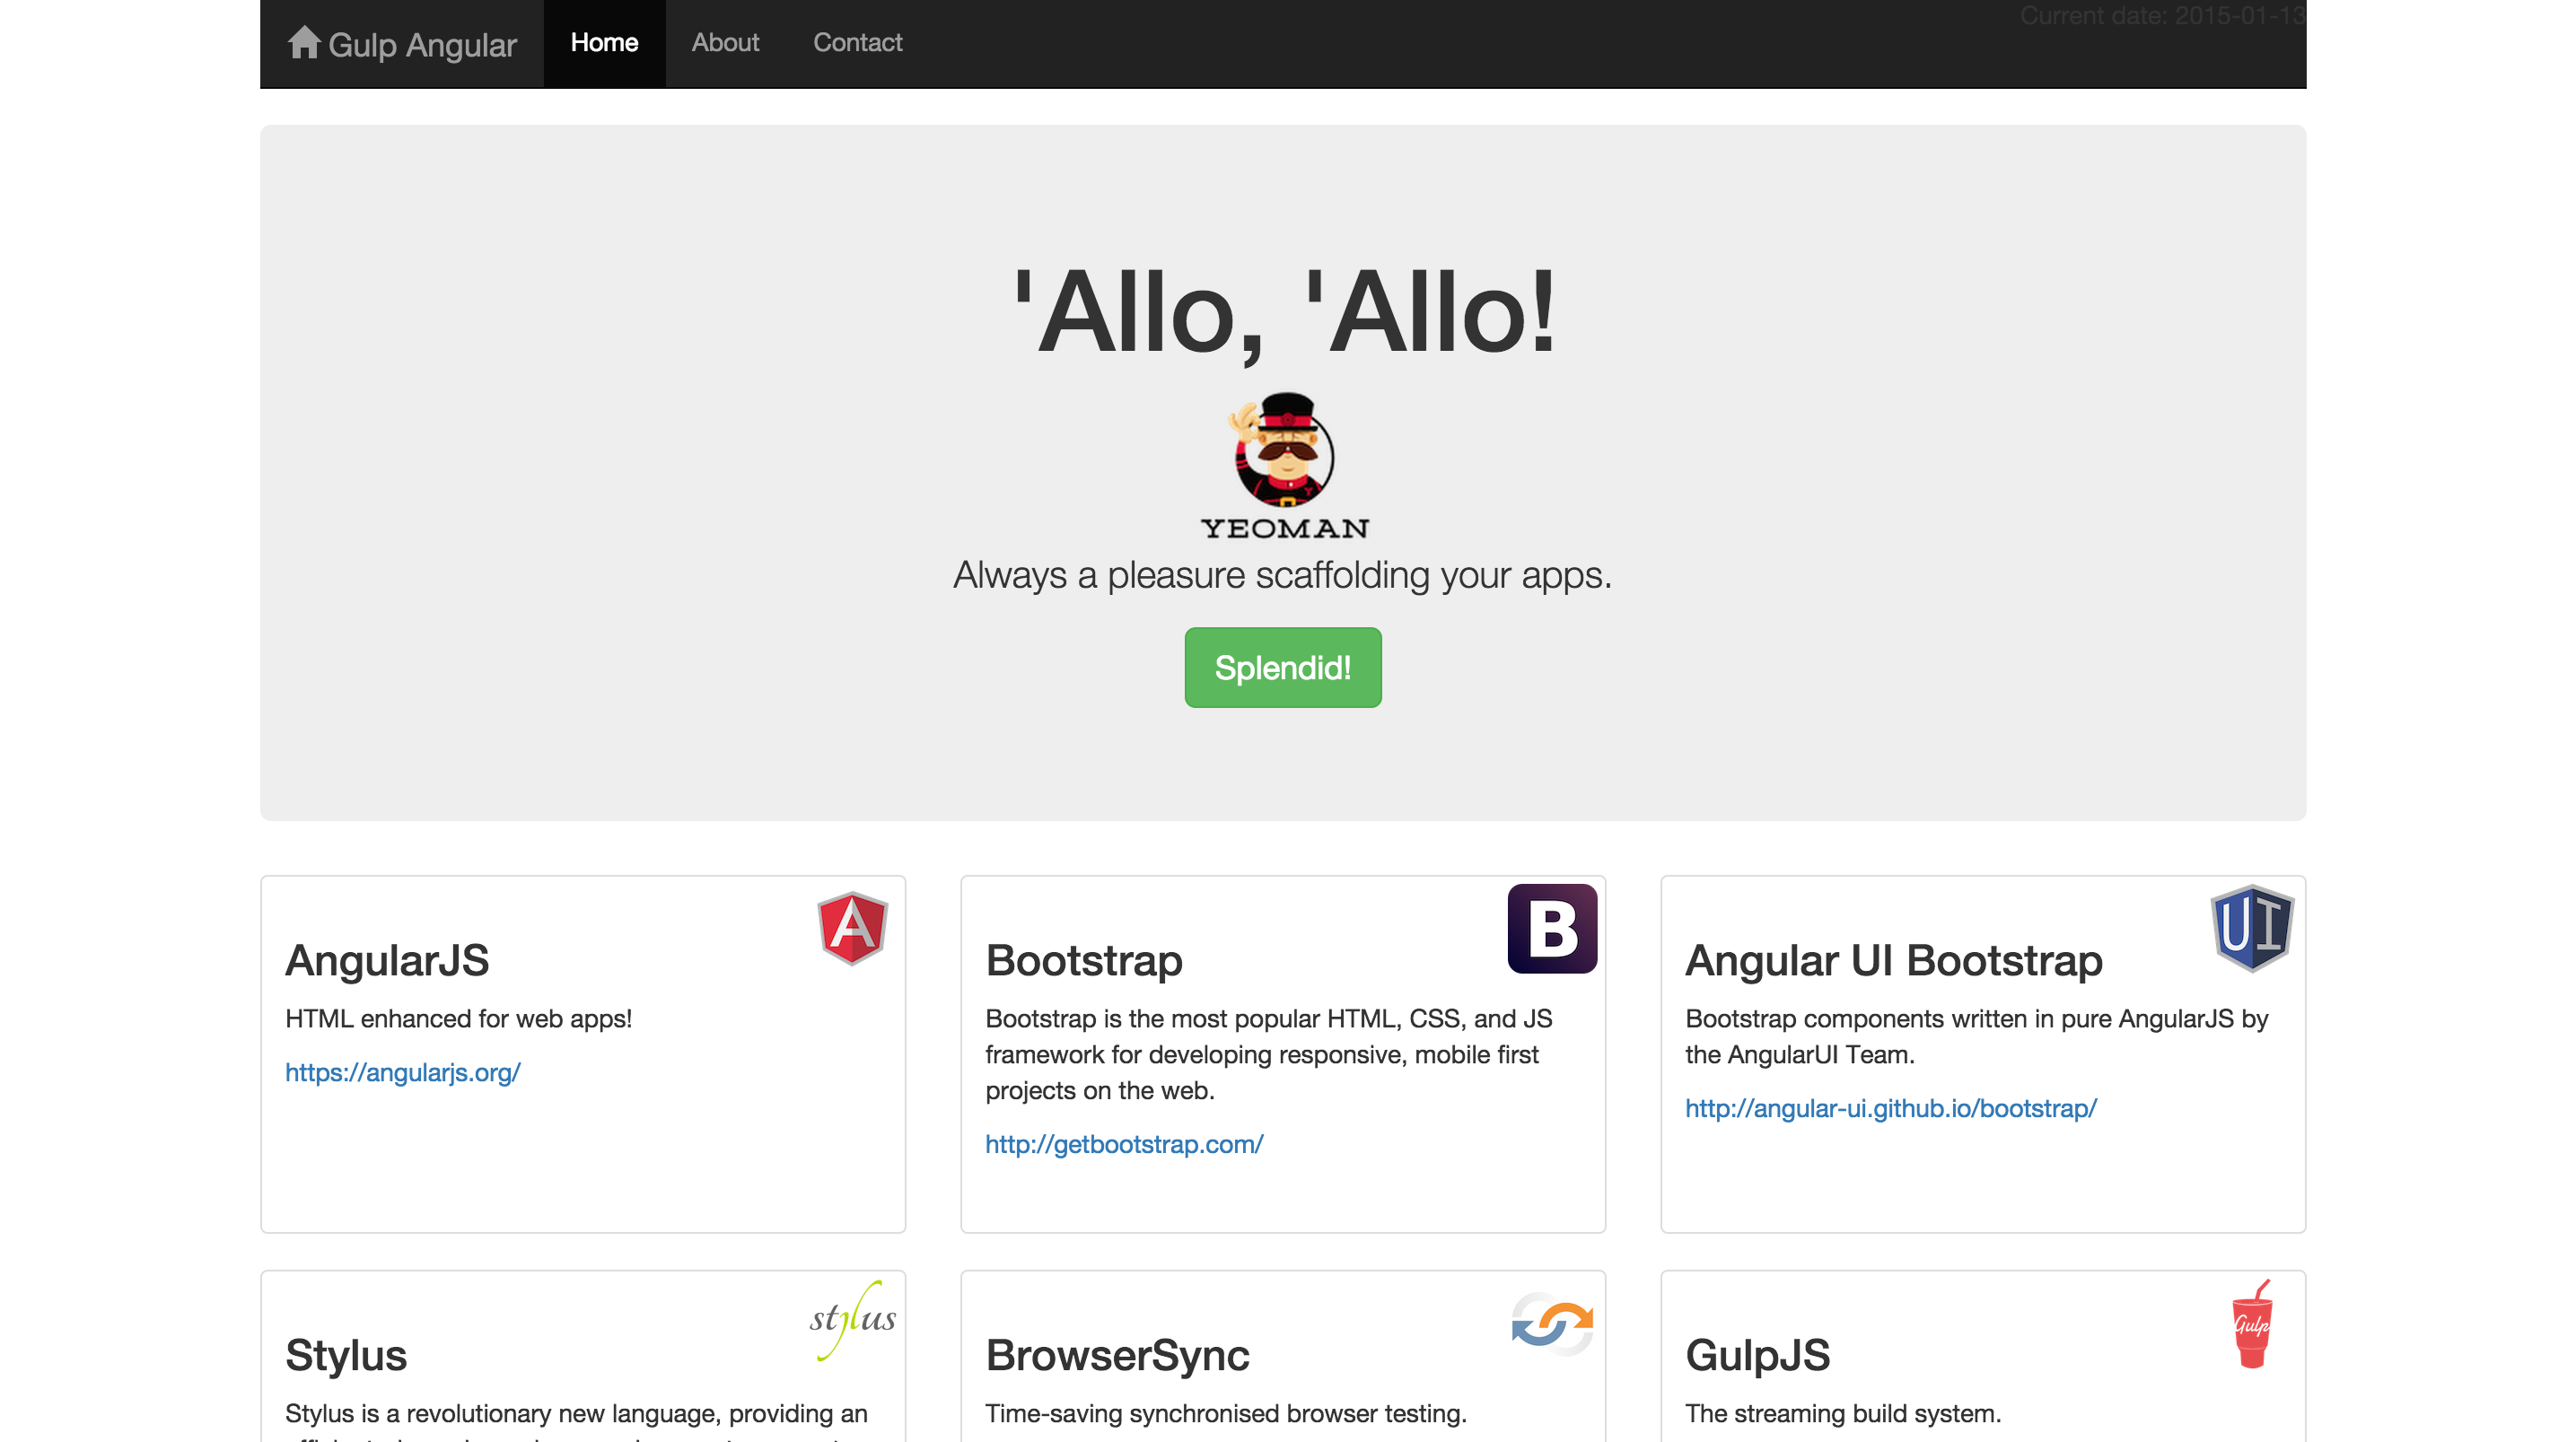 Gulp Angular Home About Contact Current date: 2015-01-13
'Allo, 'Allo!
YEOMAN
Always a pleasure scaffolding your apps.
Splendid!
A
AngularJS
HTML enhanced for web apps!
https://angularjs.org/
B
Bootstrap
Bootstrap is the most popular HTML, CSS, and JS
framework for developing responsive, mobile first
projects on the web.
http://getbootstrap.com/
UI
Angular UI Bootstrap
Bootstrap components written in pure AngularJS by
the AngularUI Team.
http://angular-ui.github.io/bootstrap/
stylus
Stylus
Stylus is a revolutionary new language, providing an
BrowserSync
Time-saving synchronised browser testing.
Gulp
GulpJS
The streaming build system.